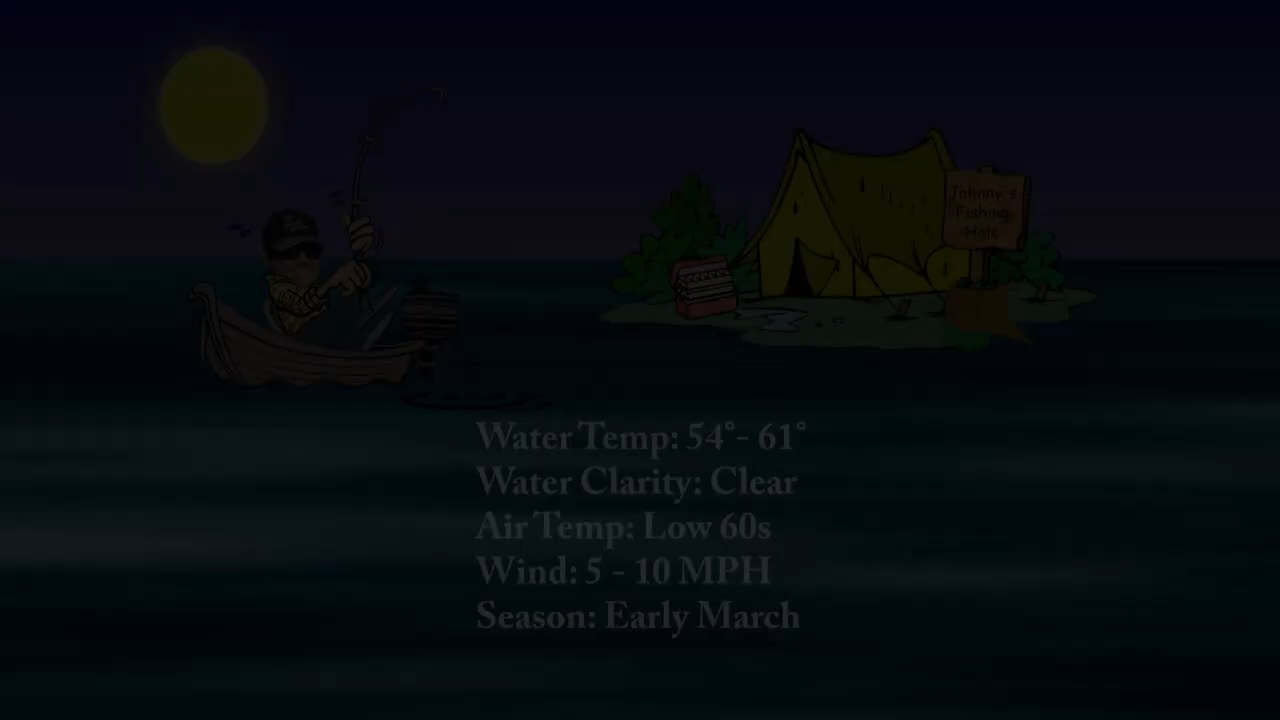 Johnny's
Fishing
Hole
Water Temp: 54°- 61°
Water Clarity: Clear
Air Temp: Low 60s
Wind: 5 - 10 MPH
Season: Early March